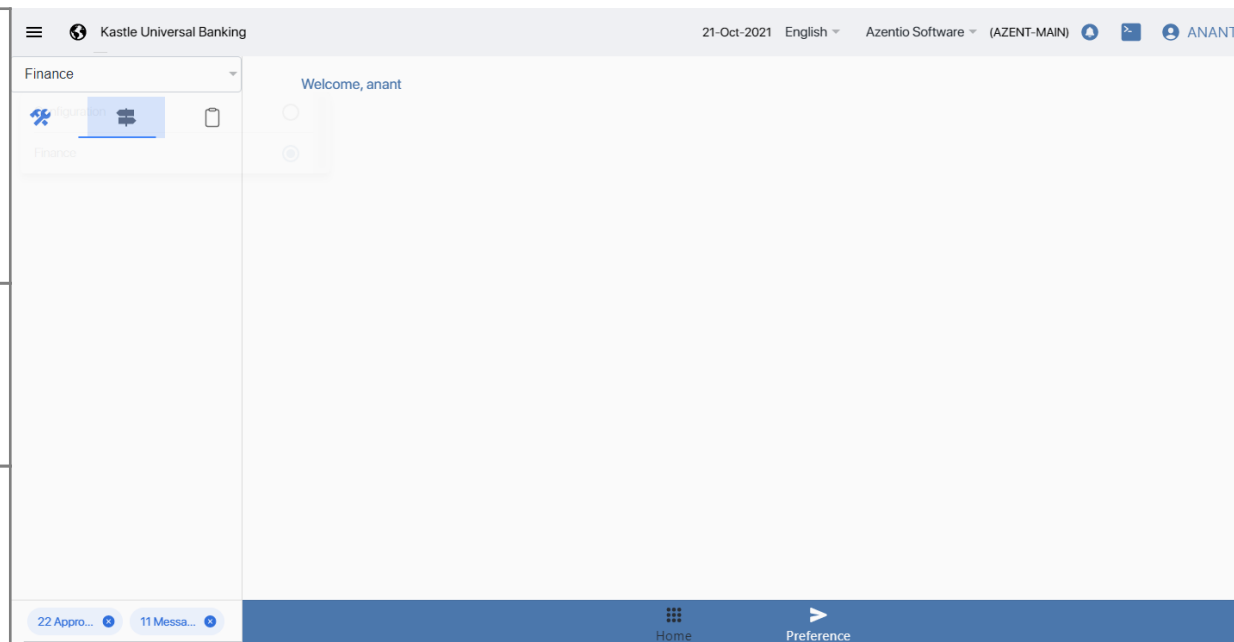 Kastle Universal Banking
21-Oct-2021 English Azentio Software (AZENT-MAIN) ANANT
Finance
Welcome, anant
Configuration
Finance
22 Appro... 11 Messa...
Home Preference